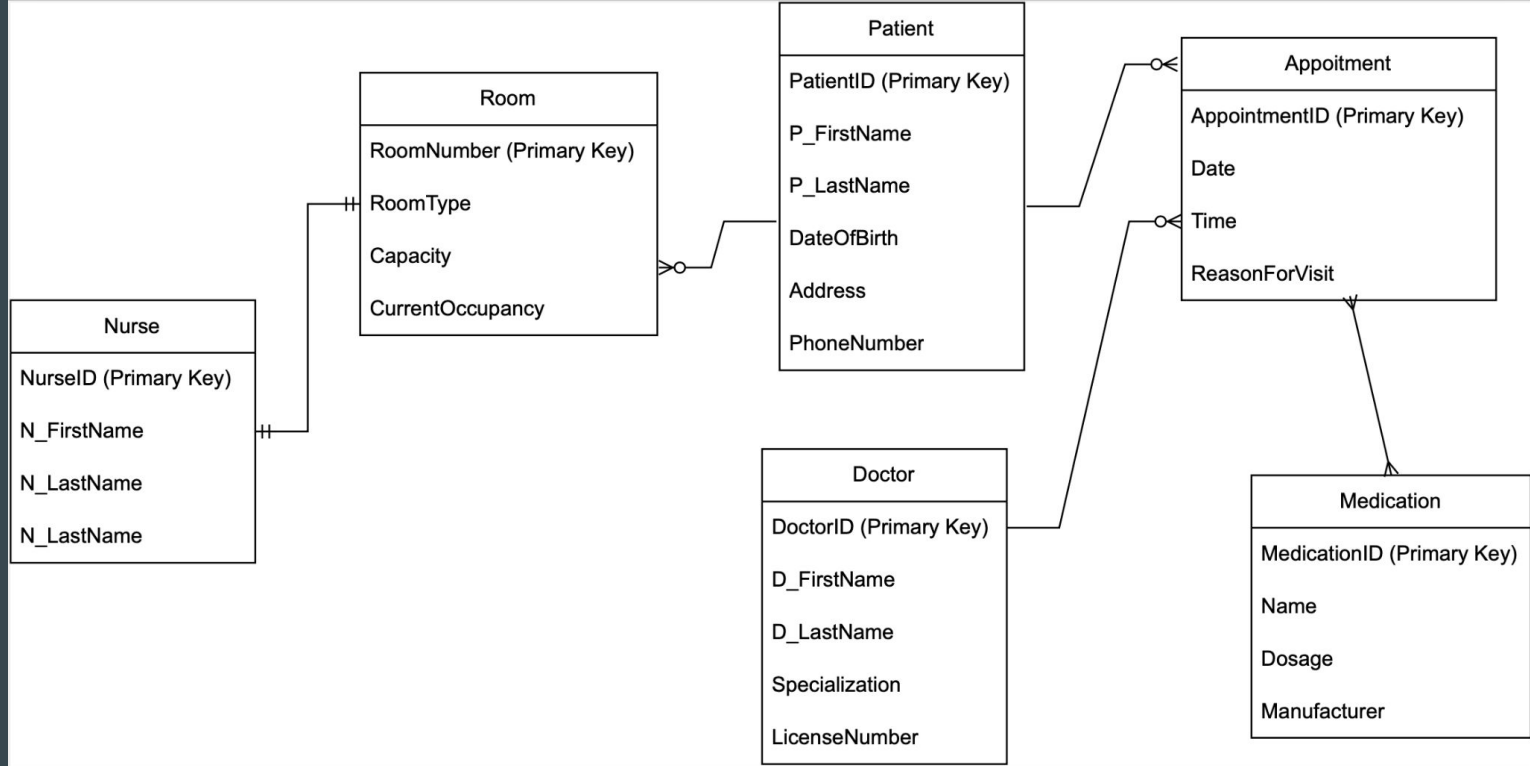 Patient
PatientID (Primary Key)
P_FirstName
P_LastName
DateOfBirth
Address
PhoneNumber
Appoitment
AppointmentID (Primary Key)
Date
Time
ReasonForVisit
Room
RoomNumber (Primary Key)
RoomType
Capacity
CurrentOccupancy
Nurse
NurseID (Primary Key)
N_FirstName
N_LastName
N_LastName
Doctor
DoctorID (Primary Key)
D_FirstName
D_LastName
Specialization
LicenseNumber
Medication
MedicationID (Primary Key)
Name
Dosage
Manufacturer